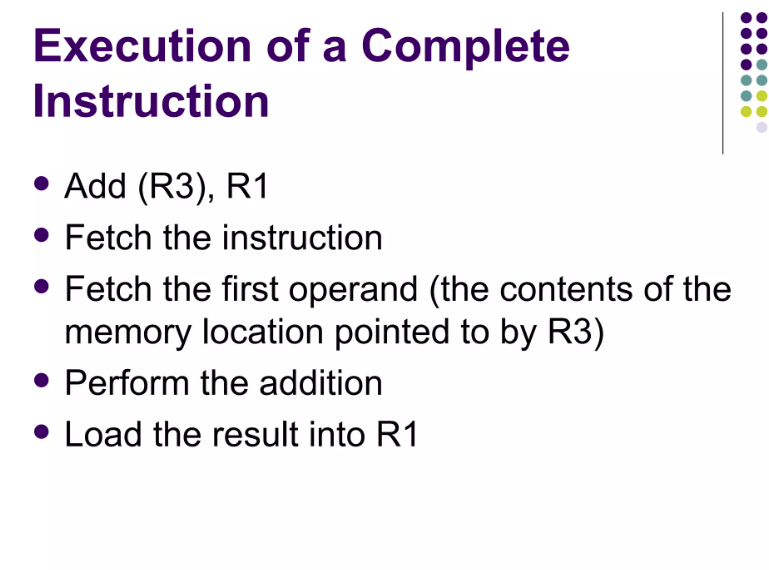 Execution of a Complete
Instruction
Add (R3), R1
Fetch the instruction
Fetch the first operand (the contents of the
memory location pointed to by R3)
Perform the addition
Load the result into R1